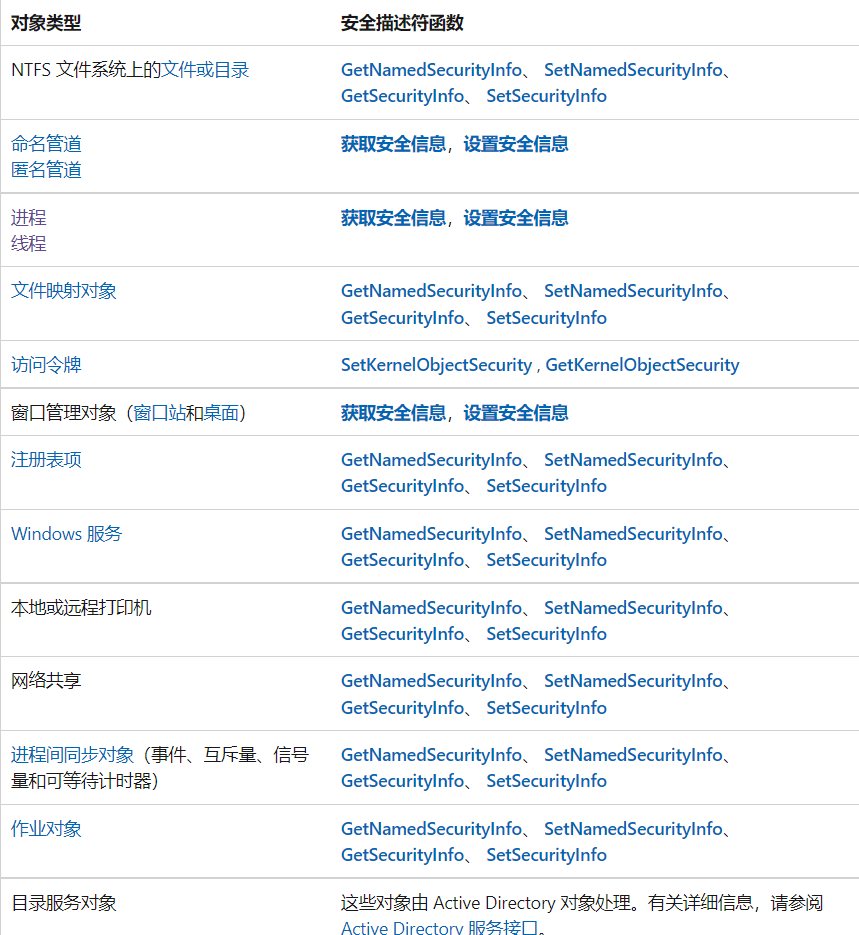 对象类型 安全描述符函数
NTFS 文件系统上的文件或目录 GetNamedSecurityInfo、 SetNamedSecurityInfo、
GetSecurityInfo、 SetSecurityInfo
命名管道 获取安全信息，设置安全信息
匿名管道
进程 获取安全信息，设置安全信息
线程
文件映射对象 GetNamedSecurityInfo、 SetNamedSecurityInfo、
GetSecurityInfo、 SetSecurityInfo
访问令牌 SetKernelObjectSecurity , GetKernelObjectSecurity
窗口管理对象（窗口站和桌面） 获取安全信息，设置安全信息
注册表项 GetNamedSecurityInfo、 SetNamedSecurityInfo、
GetSecurityInfo、 SetSecurityInfo
Windows 服务 GetNamedSecurityInfo、 SetNamedSecurityInfo、
GetSecurityInfo、 SetSecurityInfo
本地或远程打印机 GetNamedSecurityInfo、 SetNamedSecurityInfo、
GetSecurityInfo、 SetSecurityInfo
网络共享 GetNamedSecurityInfo、 SetNamedSecurityInfo、
GetSecurityInfo、 SetSecurityInfo
进程间同步对象（事件、互斥量、信号 GetNamedSecurityInfo、 SetNamedSecurityInfo、
量和可等待计时器） GetSecurityInfo、 SetSecurityInfo
作业对象 GetNamedSecurityInfo、 SetNamedSecurityInfo、
GetSecurityInfo、 SetSecurityInfo
目录服务对象 这些对象由 Active Directory 对象处理。有关详细信息，请参阅
Active Directory 服务接口。